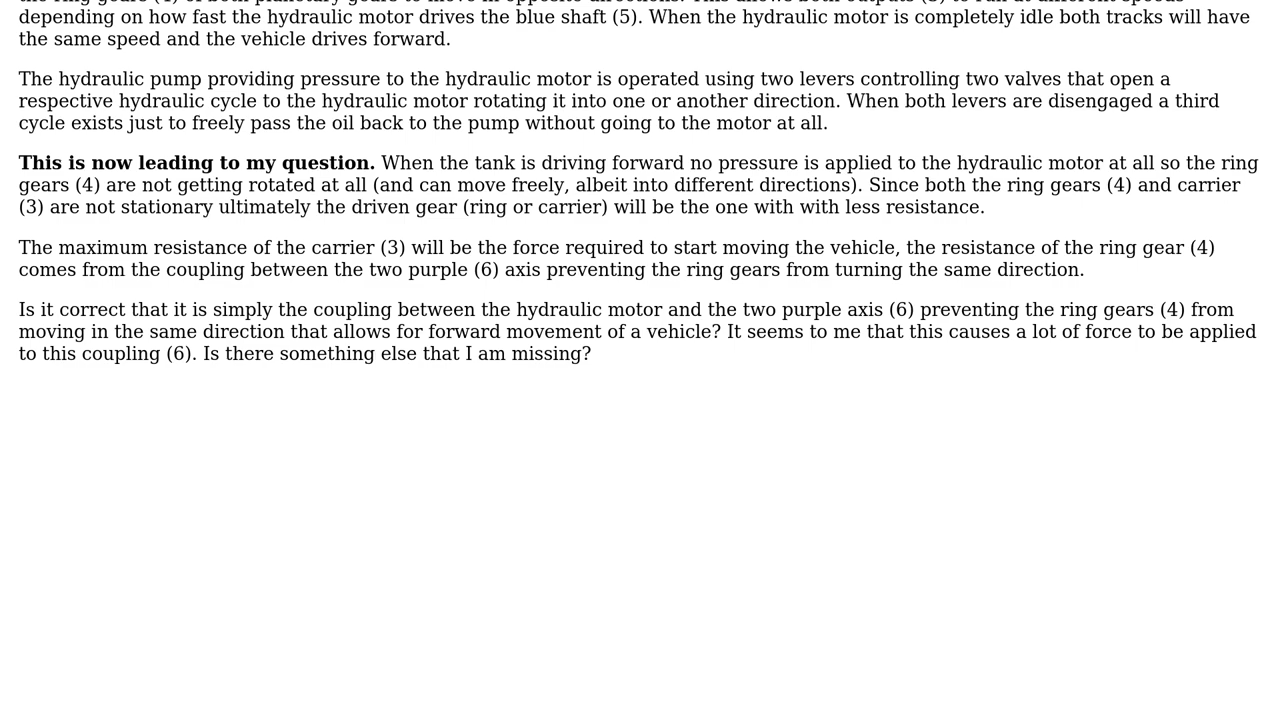 depending on how fast the hydraulic motor drives the blue shaft (5). When the hydraulic motor is completely idle both tracks will have
the same speed and the vehicle drives forward.
The hydraulic pump providing pressure to the hydraulic motor is operated using two levers controlling two valves that open a
respective hydraulic cycle to the hydraulic motor rotating it into one or another direction. When both levers are disengaged a third
cycle exists just to freely pass the oil back to the pump without going to the motor at all.
This is now leading to my question. When the tank is driving forward no pressure is applied to the hydraulic motor at all so the ring
gears (4) are not getting rotated at all (and can move freely, albeit into different directions). Since both the ring gears (4) and carrier
(3) are not stationary ultimately the driven gear (ring or carrier) will be the one with with less resistance.
The maximum resistance of the carrier (3) will be the force required to start moving the vehicle, the resistance of the ring gear (4)
comes from the coupling between the two purple (6) axis preventing the ring gears from turning the same direction.
Is it correct that it is simply the coupling between the hydraulic motor and the two purple axis (6) preventing the ring gears (4) from
moving in the same direction that allows for forward movement of a vehicle? It seems to me that this causes a lot of force to be applied
to this coupling (6). Is there something else that I am missing?